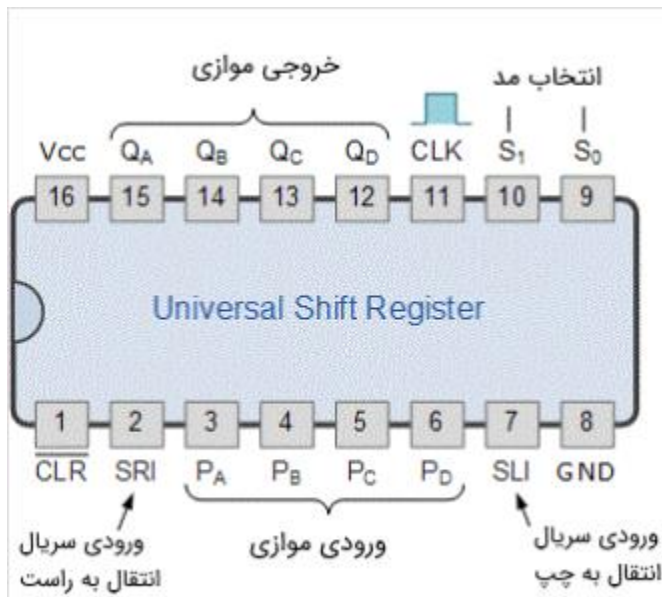 خروجی موازی
انتخاب مد
Vcc QA QB QC QD CLK S1 S0
16 15 14 13 12 11 10 9
Universal Shift Register
1 2 3 4 5 6 7 8
CLR SRI PA PB PC PD SLI GND
ورودی سریال
انتقال به راست
ورودی موازی
ورودی سریال
انتقال به چپ